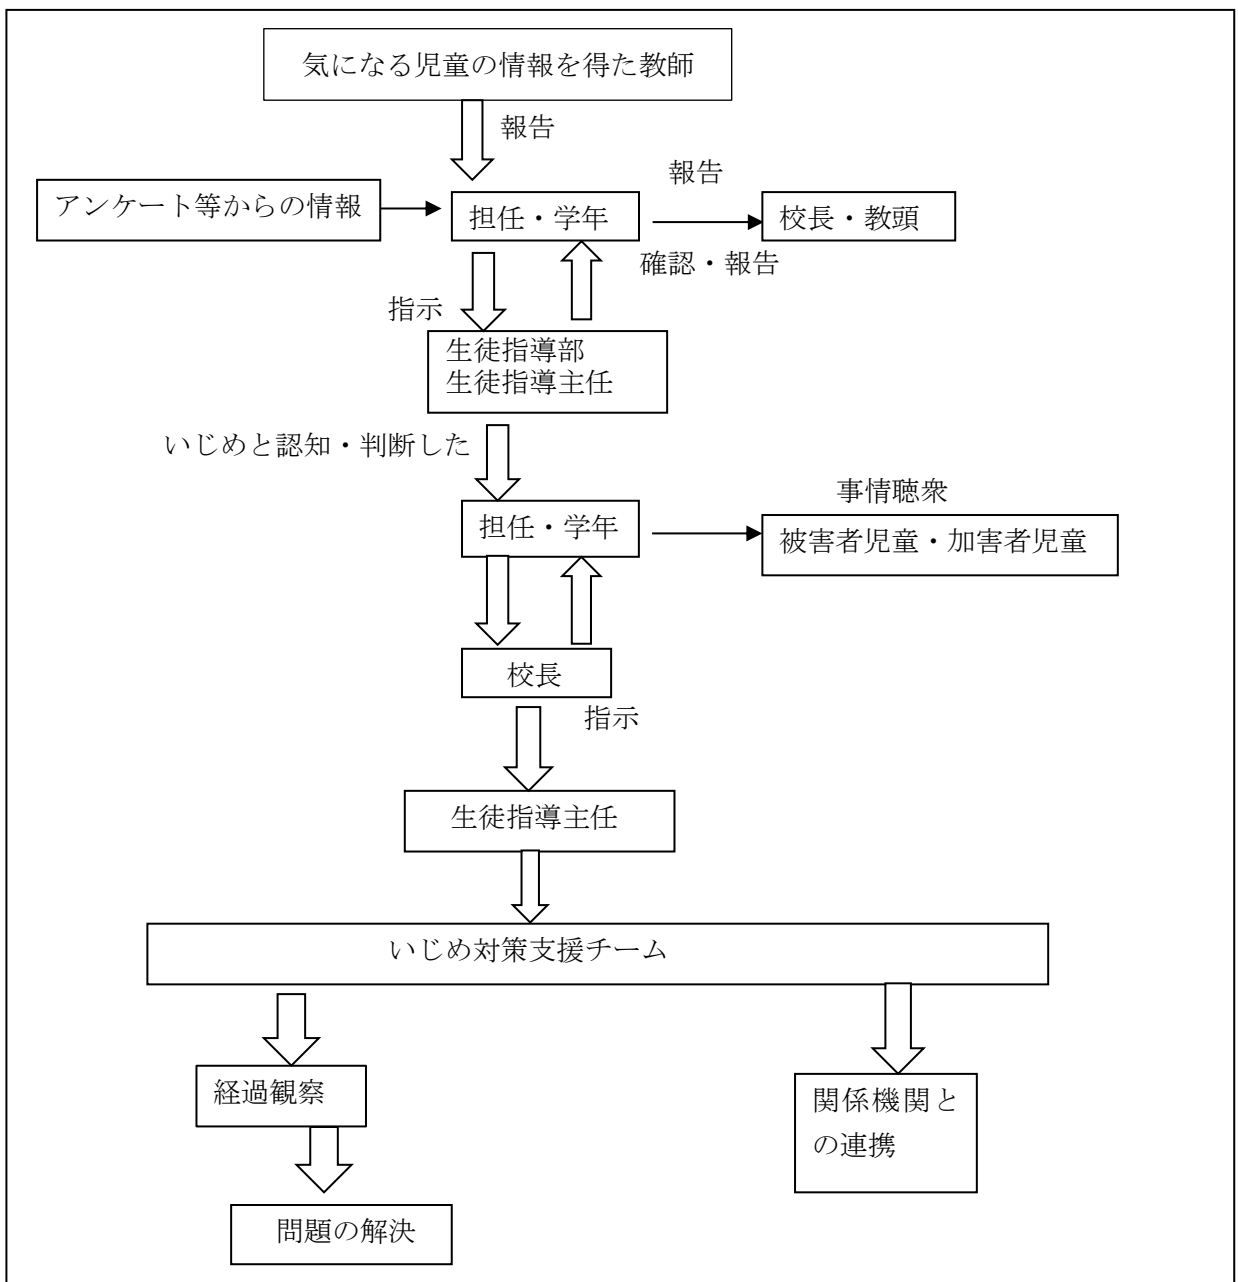 気になる児童の情報を得た教師
報告
報告
アンケート等からの情報
担任・学年
校長・教頭
確認・報告
指示
生徒指導部
生徒指導主任
いじめと認知・判断した
事情聴衆
担任・学年
被害者児童・加害者児童
校長
指示
生徒指導主任
いじめ対策支援チーム
経過観察
関係機関と
の連携
問題の解決